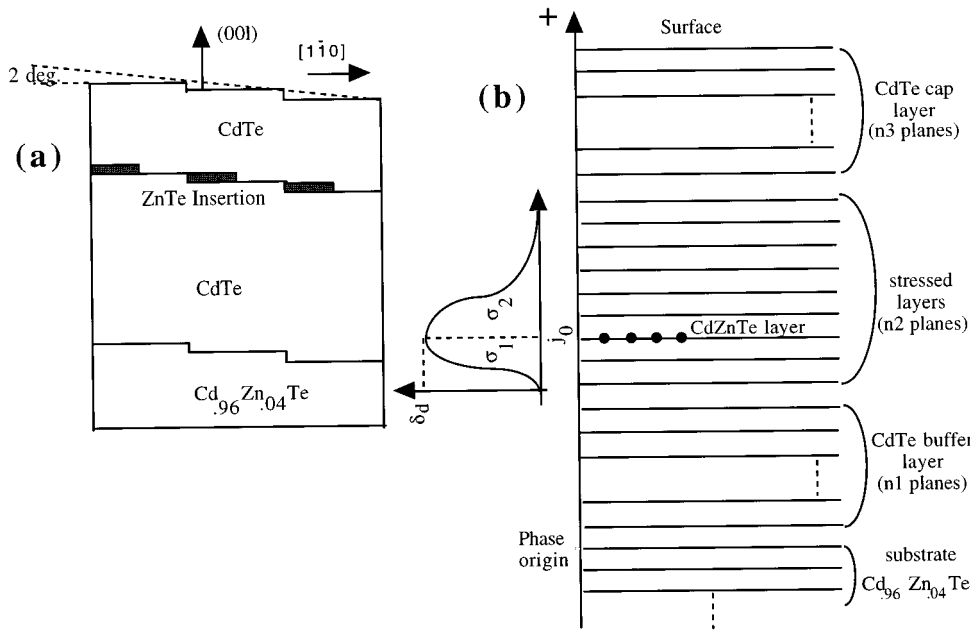 (001)
[11̄0]
2 deg.
CdTe
(a)
ZnTe Insertion
CdTe
Cd.96Zn.04Te
(b)
+
Surface
CdTe cap
layer
(n3 planes)
σ2
σ1
δd
j0
CdZnTe layer
stressed
layers
(n2 planes)
CdTe buffer
layer
(n1 planes)
Phase
origin
substrate
Cd.96 Zn.04Te